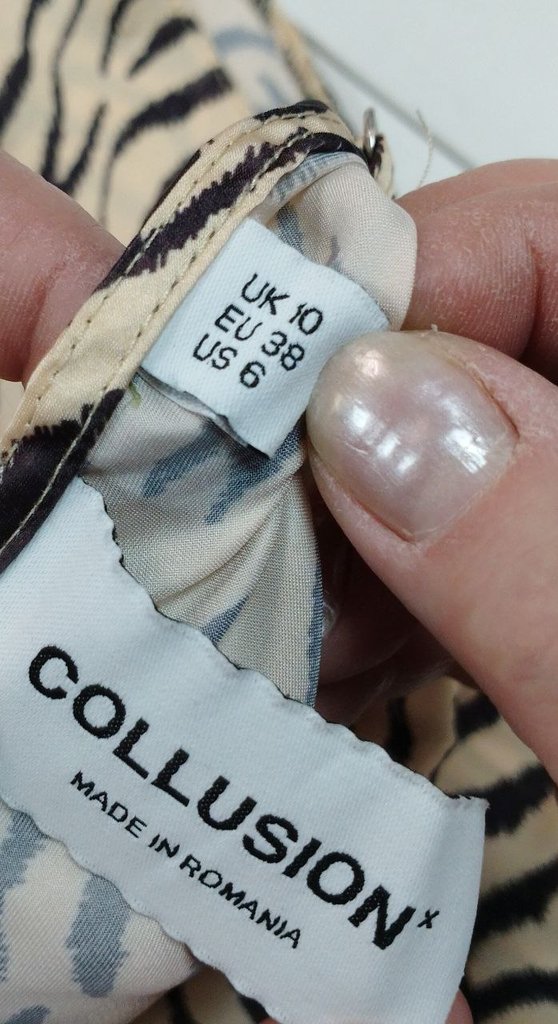 UK 10
EU 38
US 6
COLLUSION x
MADE IN ROMANIA